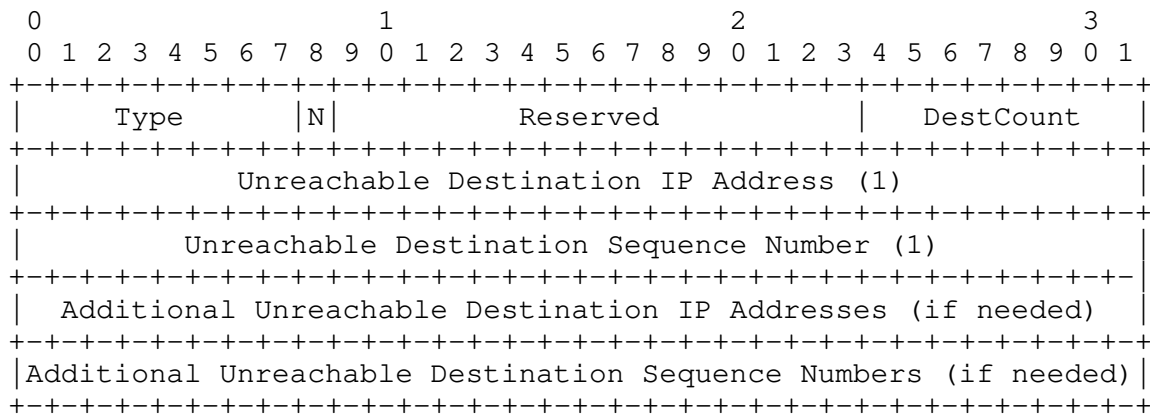 0                   1                   2                   3
 0 1 2 3 4 5 6 7 8 9 0 1 2 3 4 5 6 7 8 9 0 1 2 3 4 5 6 7 8 9 0 1
+-+-+-+-+-+-+-+-+-+-+-+-+-+-+-+-+-+-+-+-+-+-+-+-+-+-+-+-+-+-+-+-+
|     Type      |N|          Reserved           |   DestCount   |
+-+-+-+-+-+-+-+-+-+-+-+-+-+-+-+-+-+-+-+-+-+-+-+-+-+-+-+-+-+-+-+-+
|            Unreachable Destination IP Address (1)             |
+-+-+-+-+-+-+-+-+-+-+-+-+-+-+-+-+-+-+-+-+-+-+-+-+-+-+-+-+-+-+-+-+
|         Unreachable Destination Sequence Number (1)           |
+-+-+-+-+-+-+-+-+-+-+-+-+-+-+-+-+-+-+-+-+-+-+-+-+-+-+-+-+-+-+-+-|
|  Additional Unreachable Destination IP Addresses (if needed)  |
+-+-+-+-+-+-+-+-+-+-+-+-+-+-+-+-+-+-+-+-+-+-+-+-+-+-+-+-+-+-+-+-+
|Additional Unreachable Destination Sequence Numbers (if needed)|
+-+-+-+-+-+-+-+-+-+-+-+-+-+-+-+-+-+-+-+-+-+-+-+-+-+-+-+-+-+-+-+-+